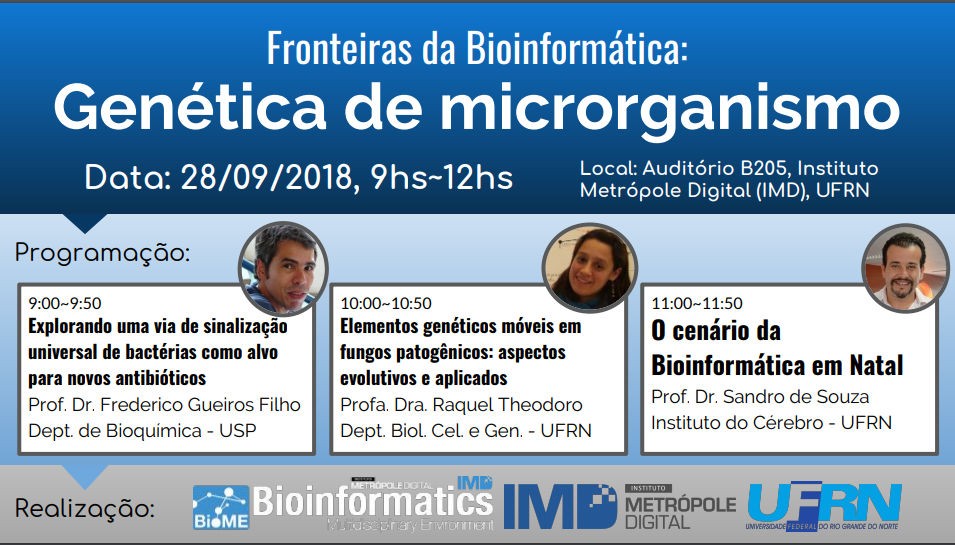 Fronteiras da Bioinformática:
Genética de microrganismo
Data: 28/09/2018, 9hs~12hs
Local: Auditório B205, Instituto
Metrópole Digital (IMD), UFRN
Programação:
9:00~9:50
Explorando uma via de sinalização
universal de bactérias como alvo
para novos antibióticos
Prof. Dr. Frederico Gueiros Filho
Dept. de Bioquímica - USP
10:00~10:50
Elementos genéticos móveis em
fungos patogênicos: aspectos
evolutivos e aplicados
Profa. Dra. Raquel Theodoro
Dept. Biol. Cel. e Gen. - UFRN
11:00~11:50
O cenário da
Bioinformática em Natal
Prof. Dr. Sandro de Souza
Instituto do Cérebro - UFRN
Realização:
BioME
INSTITUTO
METRÓPOLE DIGITAL
IMD
Bioinformatics
Multidisciplinary Environment
IMD
INSTITUTO
METRÓPOLE
DIGITAL
UFRN
UNIVERSIDADE FEDERAL DO RIO GRANDE DO NORTE